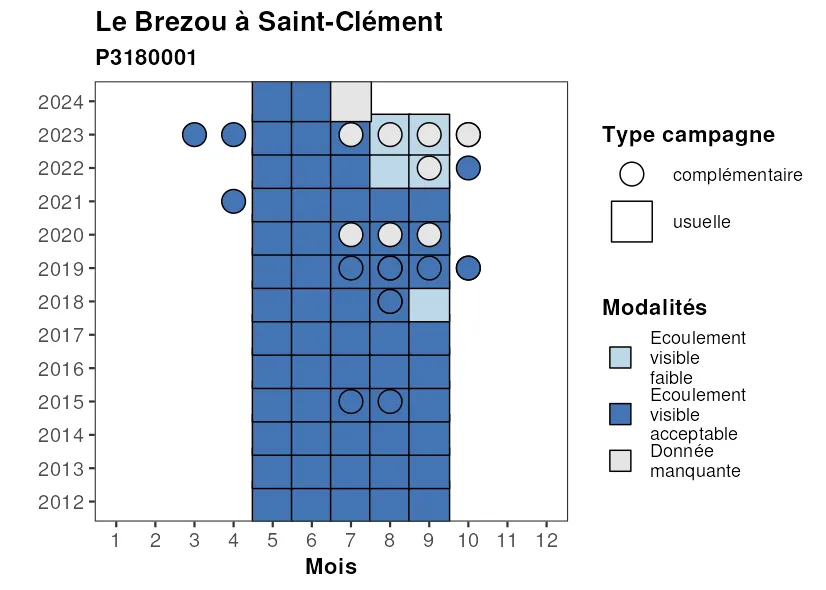 Le Brezou à Saint-Clément
P3180001
2024
2023
2022
2021
2020
2019
2018
2017
2016
2015
2014
2013
2012
1 2 3 4 5 6 7 8 9 10 11 12
Mois
Type campagne
complémentaire
usuelle
Modalités
Ecoulement
visible
faible
Ecoulement
visible
acceptable
Donnée
manquante